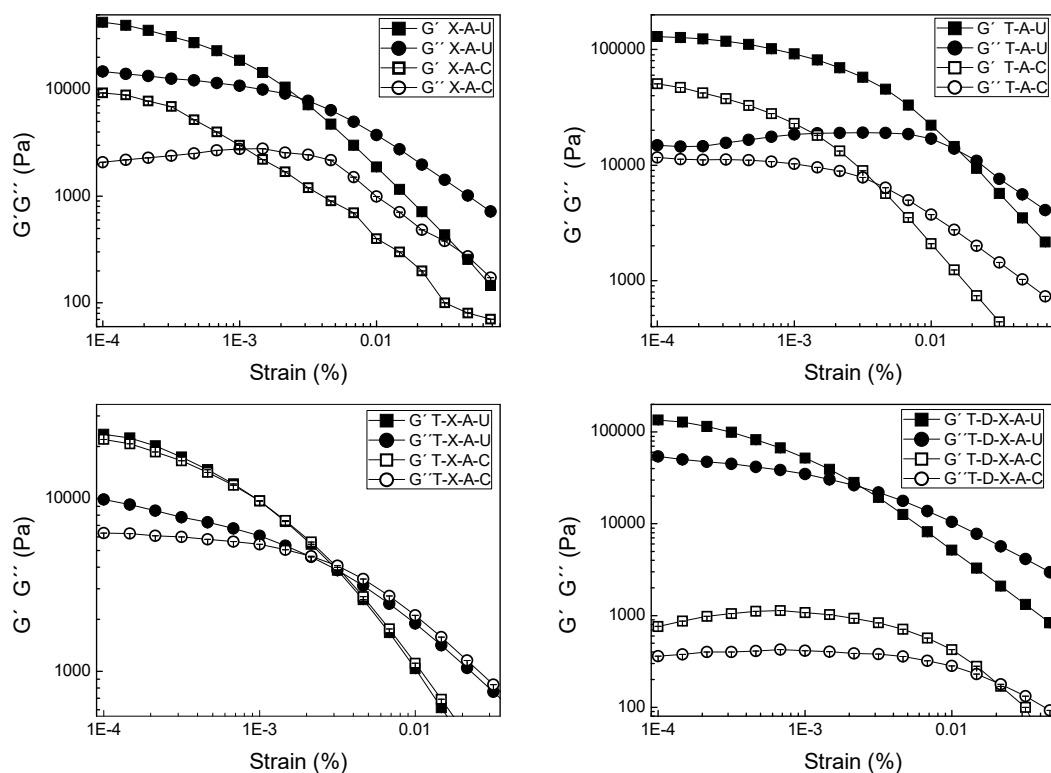 G′ X-A-U
G′′ X-A-U
G′ X-A-C
G′′ X-A-C
10000
1000
100
G′G′′ (Pa)
1E-4
1E-3
0.01
Strain (%)
G′ T-A-U
G′′ T-A-U
G′ T-A-C
G′′ T-A-C
100000
10000
1000
G′ G′′ (Pa)
1E-4
1E-3
0.01
Strain (%)
G′ T-X-A-U
G′′T-X-A-U
G′ T-X-A-C
G′′T-X-A-C
10000
1000
G′ G′′ (Pa)
1E-4
1E-3
0.01
Strain (%)
G′ T-D-X-A-U
G′′T-D-X-A-U
G′ T-D-X-A-C
G′′T-D-X-A-C
100000
10000
1000
100
G′ G′′ (Pa)
1E-4
1E-3
0.01
Strain (%)